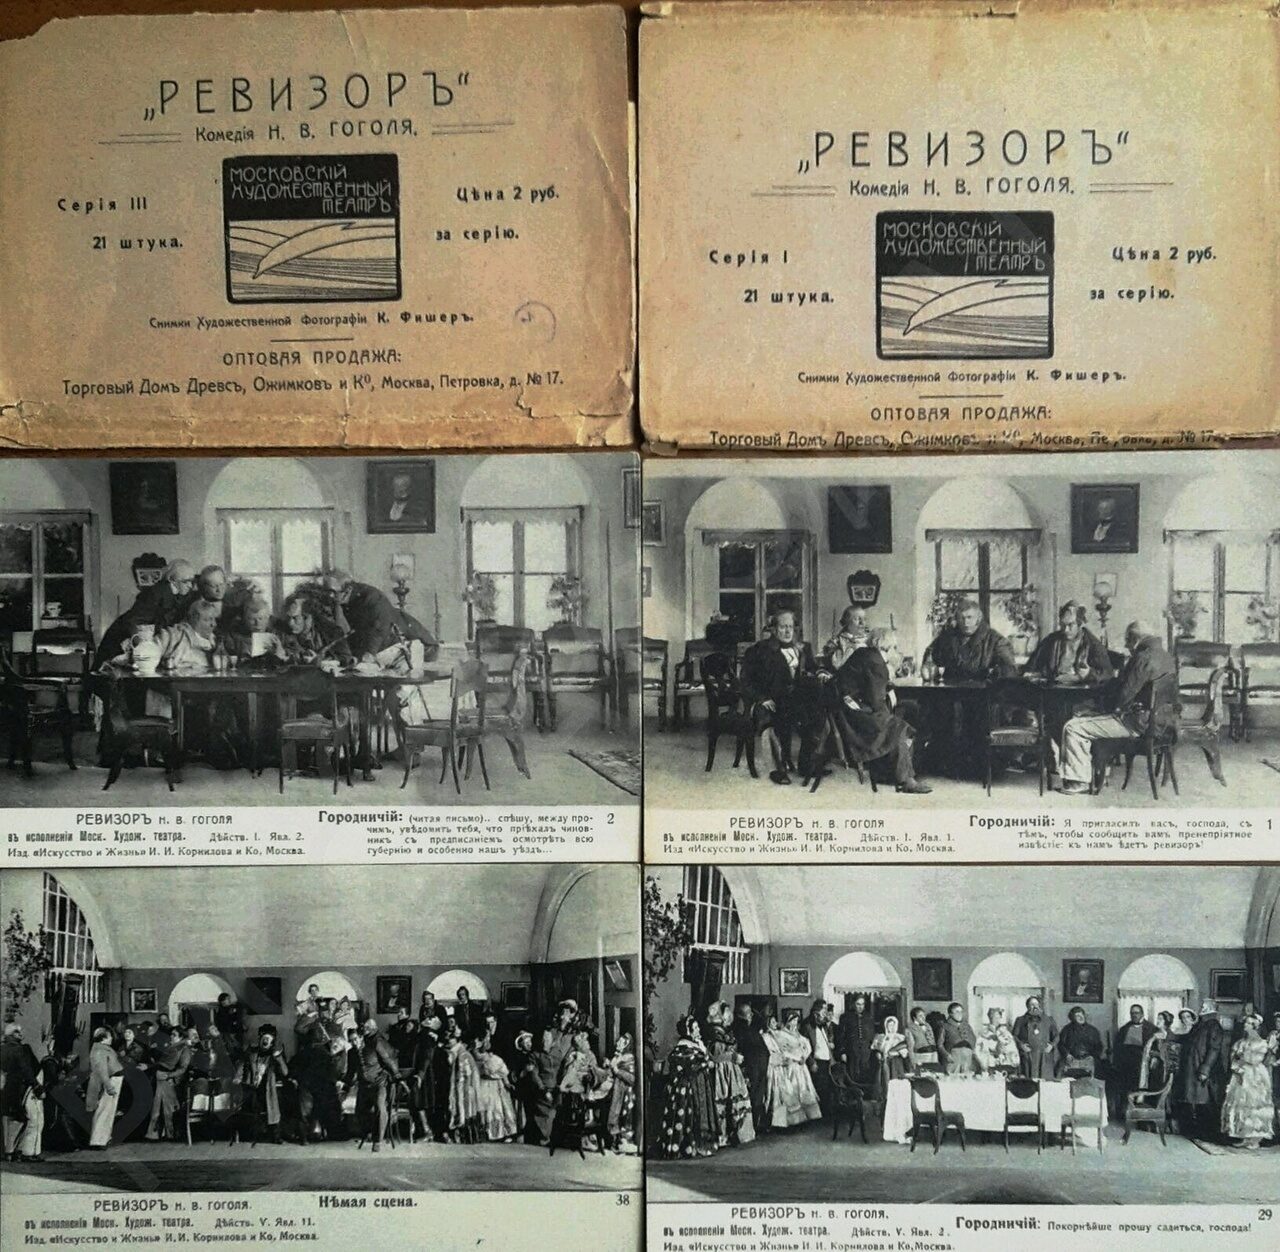 „РЕВИЗОРЪ“
Комедія Н. В. ГОГОЛЯ.
МОСКОВСКІЙ
ХУДОЖЕСТВЕННЫЙ
ТЕАТРЪ
Серія III
21 штука.
Цѣна 2 руб.
за серію.
Снимки Художественной Фотографіи К. Фишеръ.
ОПТОВАЯ ПРОДАЖА:
Торговый Домъ Древсъ, Ожимковъ и Кº, Москва, Петровка, д. № 17.
„РЕВИЗОРЪ“
Комедія Н. В. ГОГОЛЯ.
МОСКОВСКІЙ
ХУДОЖЕСТВЕННЫЙ
ТЕАТРЪ
Серія I
21 штука.
Цѣна 2 руб.
за серію.
Снимки Художественной Фотографіи К. Фишеръ.
ОПТОВАЯ ПРОДАЖА:
Торговый Домъ Древсъ, Ожимковъ и Кº, Москва, д. № 17.
РЕВИЗОРЪ Н. В. ГОГОЛЯ
въ исполненіи Моск. Худож. театра. Дѣйств. I. Явл. 2.
Изд. «Искусство и Жизнь» И. И. Корнилова и Ко, Москва.
Городничій: (читая письмо).. спѣшу, между про-
чимъ, увѣдомить тебя, что пріѣхалъ чинов-
никъ съ предписаніемъ осмотрѣть всю
губернію и особенно нашъ уѣздъ...
2
РЕВИЗОРЪ Н. В. ГОГОЛЯ
въ исполненіи Моск. Худож. театра. Дѣйств. I. Явл. 1.
Изд «Искусство и Жизнь» И. И. Корнилова и Ко, Москва.
Городничій: Я пригласилъ васъ, господа, съ
тѣмъ, чтобы сообщить вамъ пренепріятное
извѣстіе: къ намъ ѣдетъ ревизоръ!
1
РЕВИЗОРЪ Н. В. ГОГОЛЯ.
въ исполненіи Моск. Худож. театра. Дѣйств. V. Явл. 11.
Изд. «Искусство и Жизнь» И. И. Корнилова и Ко, Москва.
Нѣмая сцена.
38
РЕВИЗОРЪ Н. В. ГОГОЛЯ.
въ исполненіи Моск. Худож. театра. Дѣйств. V. Явл. 2.
Изд «Искусство и Жизнь» И. И. Корнилова и Ко, Москва.
Городничій: Покорнѣйше прошу садиться, господа!
29